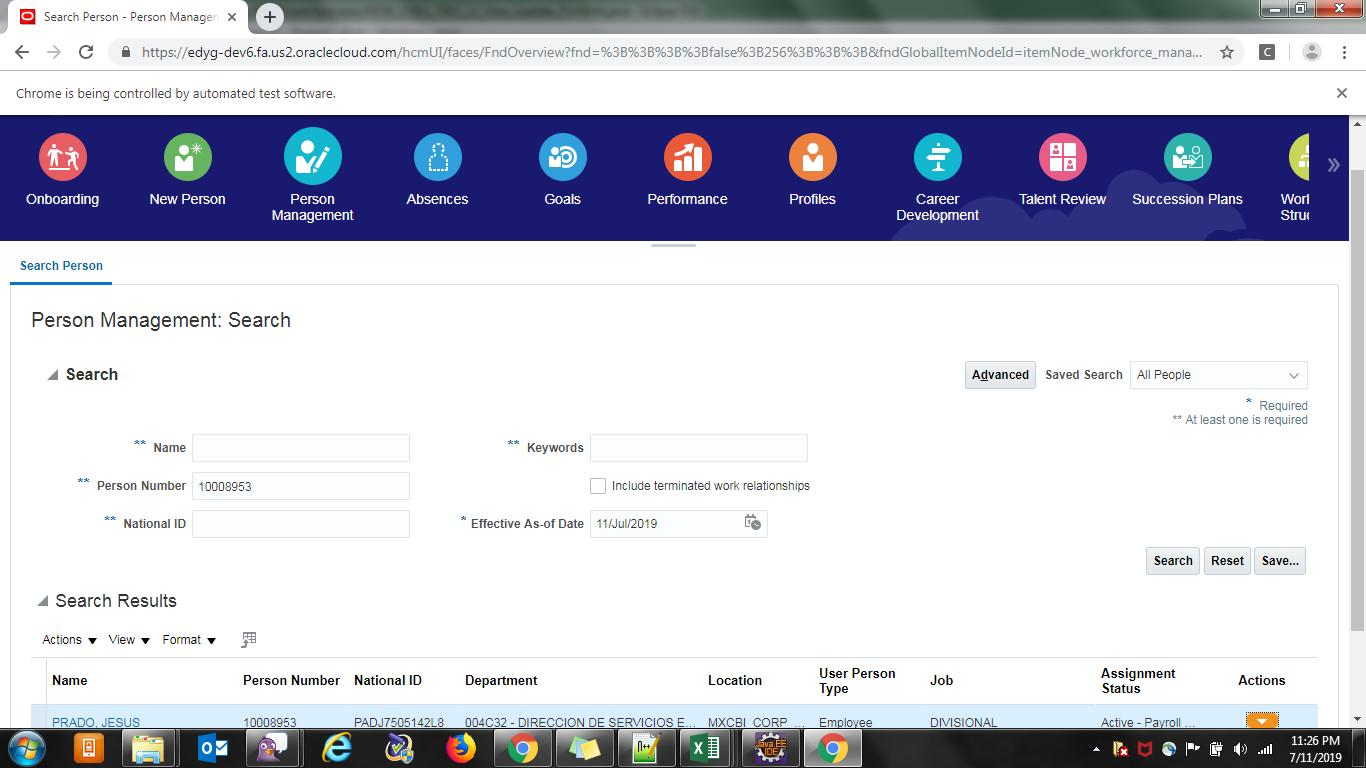 Search Person - Person Managen
https://edyg-dev6.fa.us2.oraclecloud.com/hcmUI/faces/FndOverview?fnd=%3B%3B%3B%3Bfalse%3B256%3B%3B%3B&fndGlobalItemNodeId=itemNode_workforce_mana...
C
Chrome is being controlled by automated test software.
Onboarding
New Person
Person Management
Absences
Goals
Performance
Profiles
Career Development
Talent Review
Succession Plans
Worl
Struc
Search Person
Person Management: Search
Search
Advanced Saved Search All People
* Required
** At least one is required
** Name
** Keywords
** Person Number 10008953
Include terminated work relationships
** National ID
* Effective As-of Date 11/Jul/2019
Search Reset Save...
Search Results
Actions View Format
Name Person Number National ID Department Location User Person Type Job Assignment Status Actions
PRADO, JESUS 10008953 PADJ7505142L8 004C32 - DIRECCION DE SERVICIOS E... MXCBI_CORP_... Employee DIVISIONAL Active - Payroll ...
Java EE
IDE
11:26 PM
7/11/2019